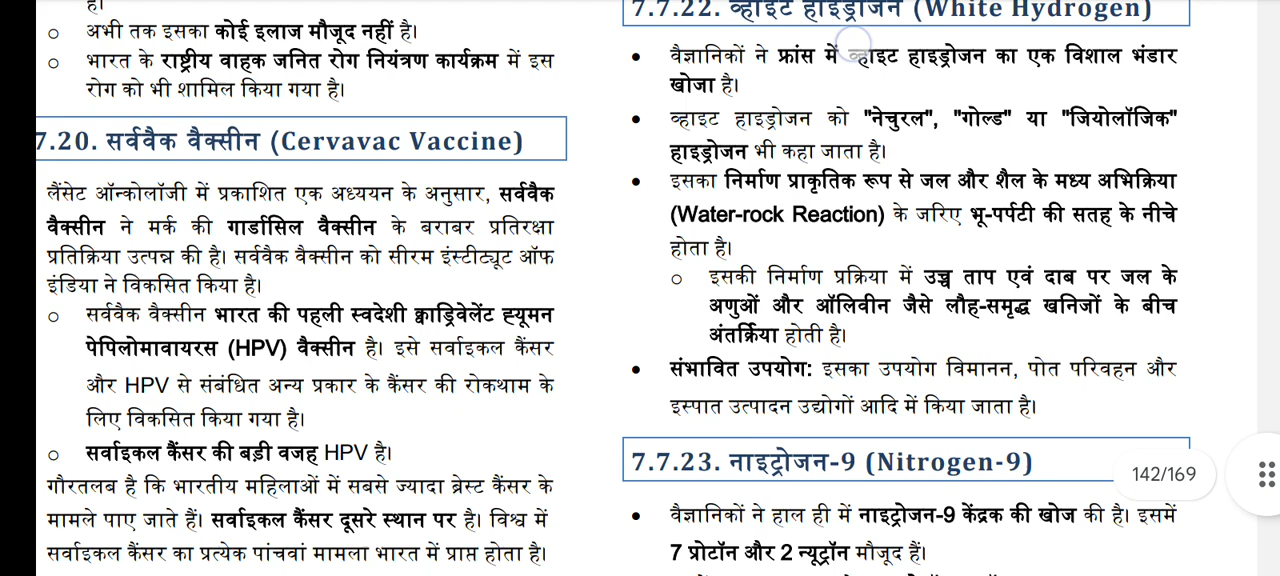 है।
o अभी तक इसका कोई इलाज मौजूद नहीं है।
o भारत के राष्ट्रीय वाहक जनित रोग नियंत्रण कार्यक्रम में इस
रोग को भी शामिल किया गया है।
7.20. सर्ववैक वैक्सीन (Cervavac Vaccine)
लैंसेट ऑन्कोलॉजी में प्रकाशित एक अध्ययन के अनुसार, सर्ववैक
वैक्सीन ने मर्क की गार्डासिल वैक्सीन के बराबर प्रतिरक्षा
प्रतिक्रिया उत्पन्न की है। सर्ववैक वैक्सीन को सीरम इंस्टीट्यूट ऑफ
इंडिया ने विकसित किया है।
o सर्ववैक वैक्सीन भारत की पहली स्वदेशी क्वाड्रिवेलेंट ह्यूमन
पेपिलोमावायरस (HPV) वैक्सीन है। इसे सर्वाइकल कैंसर
और HPV से संबंधित अन्य प्रकार के कैंसर की रोकथाम के
लिए विकसित किया गया है।
o सर्वाइकल कैंसर की बड़ी वजह HPV है।
गौरतलब है कि भारतीय महिलाओं में सबसे ज्यादा ब्रेस्ट कैंसर के
मामले पाए जाते हैं। सर्वाइकल कैंसर दूसरे स्थान पर है। विश्व में
सर्वाइकल कैंसर का प्रत्येक पांचवां मामला भारत में प्राप्त होता है।
7.7.22. व्हाइट हाइड्रोजन (White Hydrogen)
• वैज्ञानिकों ने फ्रांस में व्हाइट हाइड्रोजन का एक विशाल भंडार
खोजा है।
• व्हाइट हाइड्रोजन को "नेचुरल", "गोल्ड" या "जियोलॉजिक"
हाइड्रोजन भी कहा जाता है।
• इसका निर्माण प्राकृतिक रूप से जल और शैल के मध्य अभिक्रिया
(Water-rock Reaction) के जरिए भू-पर्पटी की सतह के नीचे
होता है।
o इसकी निर्माण प्रक्रिया में उच्च ताप एवं दाब पर जल के
अणुओं और ऑलिवीन जैसे लौह-समृद्ध खनिजों के बीच
अंतर्क्रिया होती है।
• संभावित उपयोग: इसका उपयोग विमानन, पोत परिवहन और
इस्पात उत्पादन उद्योगों आदि में किया जाता है।
7.7.23. नाइट्रोजन-9 (Nitrogen-9)
142/169
• वैज्ञानिकों ने हाल ही में नाइट्रोजन-9 केंद्रक की खोज की है। इसमें
7 प्रोटॉन और 2 न्यूट्रॉन मौजूद हैं।